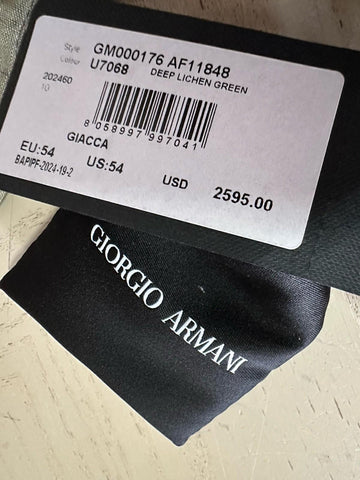 Style GM000176 AF11848
Colour U7068 DEEP LICHEN GREEN
202460
1G
8 058997 997041
GIACCA
EU:54 US:54
BAPIPF-2024-19-2
USD 2595.00
GIORGIO ARMANI